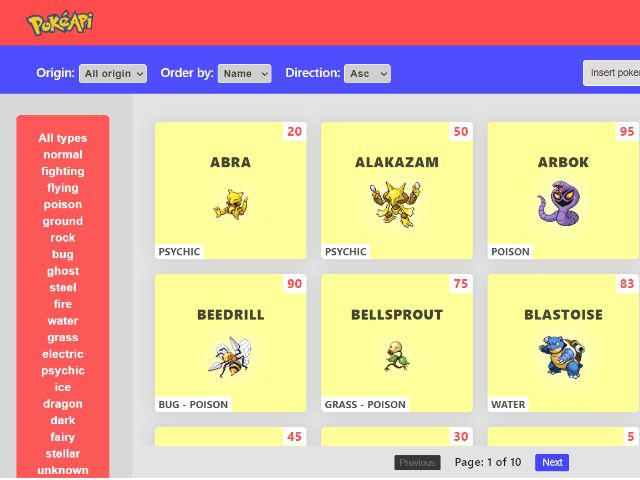 PokéApi
Origin: All origin Order by: Name Direction: Asc Insert poker
All types
normal
fighting
flying
poison
ground
rock
bug
ghost
steel
fire
water
grass
electric
psychic
ice
dragon
dark
fairy
stellar
unknown
20
ABRA
PSYCHIC
50
ALAKAZAM
PSYCHIC
95
ARBOK
POISON
90
BEEDRILL
BUG - POISON
75
BELLSPROUT
GRASS - POISON
83
BLASTOISE
WATER
45
30
5
Previous Page: 1 of 10 Next